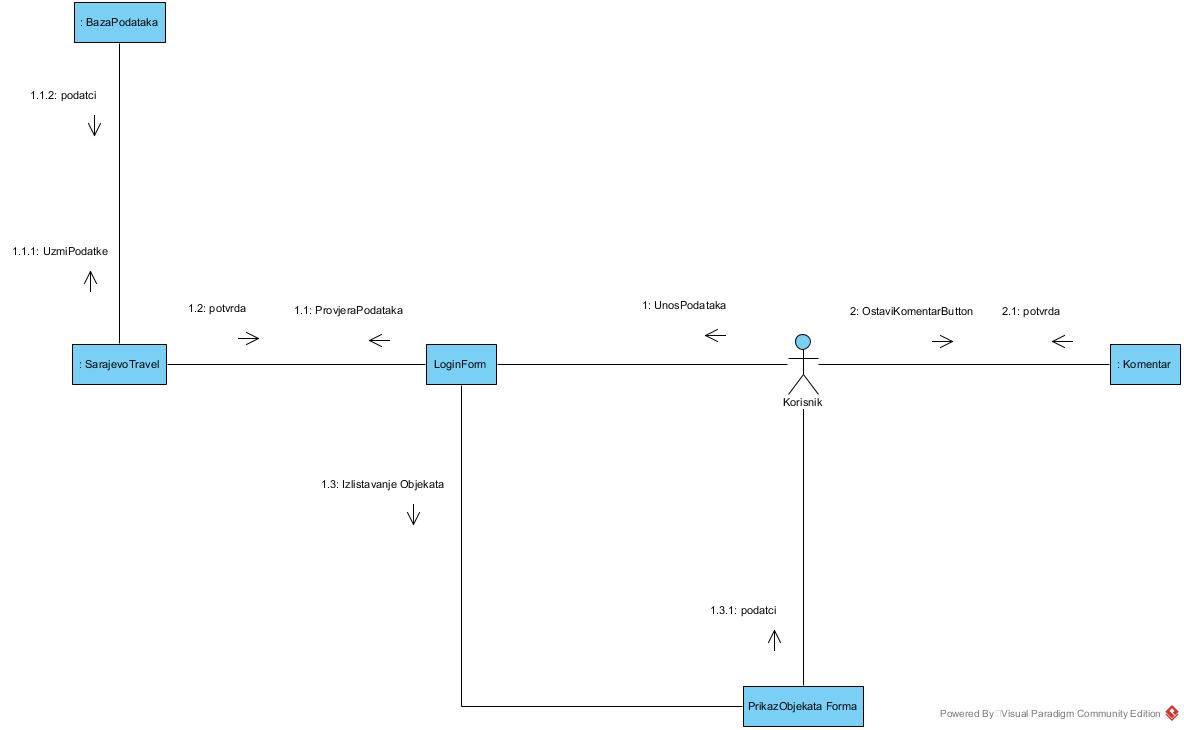 : BazaPodataka
1.1.2: podatci
1.1.1: UzmiPodatke
1.2: potvrda
1.1: ProvjeraPodataka
1: UnosPodataka
2: OstaviKomentarButton
2.1: potvrda
: SarajevoTravel
LoginForm
Korisnik
: Komentar
1.3: Izlistavanje Objekata
1.3.1: podatci
PrikazObjekata Forma
Powered By Visual Paradigm Community Edition